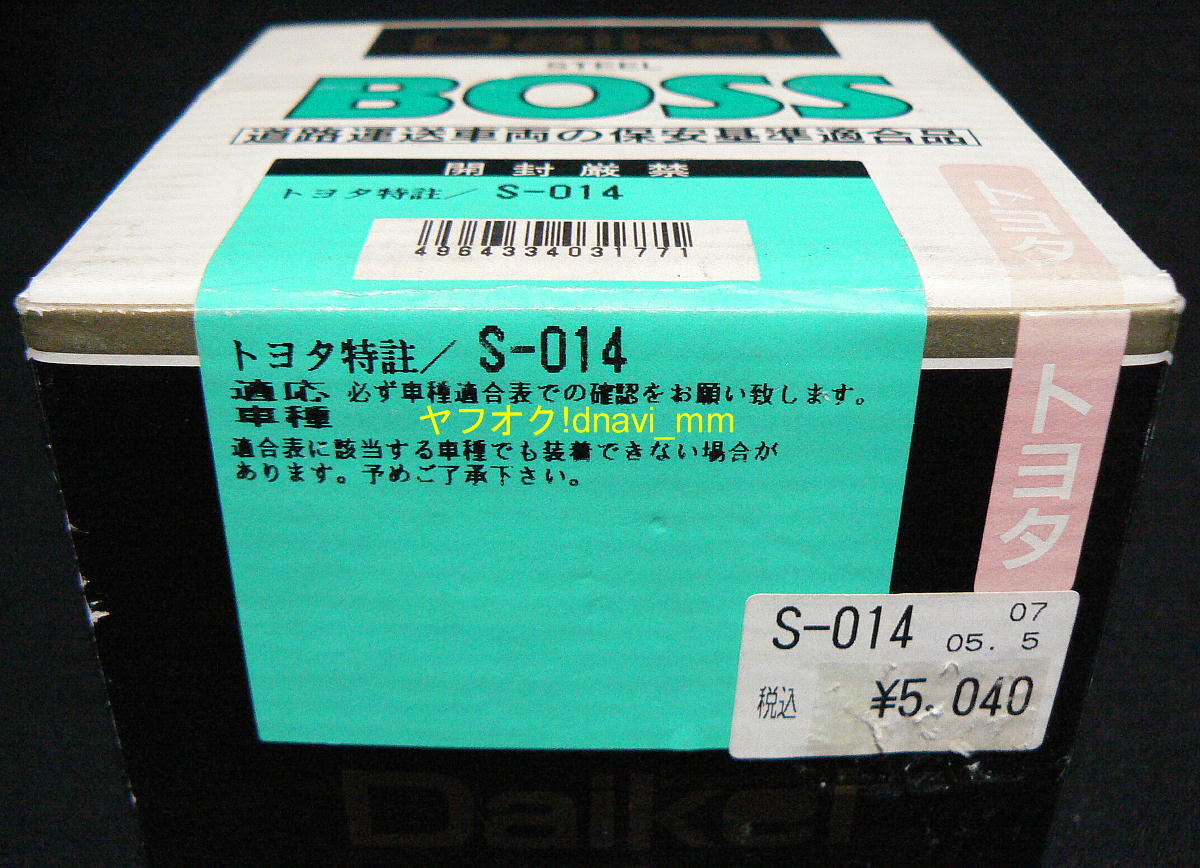 Daikei
STEEL
BOSS
道路運送車両の保安基準適合品
開封厳禁
トヨタ特註/ S-014
4964334031771
トヨタ
トヨタ特註/ S-014
適応 必ず車種適合表での確認をお願い致します。
車種
ヤフオク!dnavi_mm
適合表に該当する車種でも装着できない場合が
あります。予めご了承下さい。
トヨタ
S-014 07
05. 5
税込 ¥5.040
Daikei